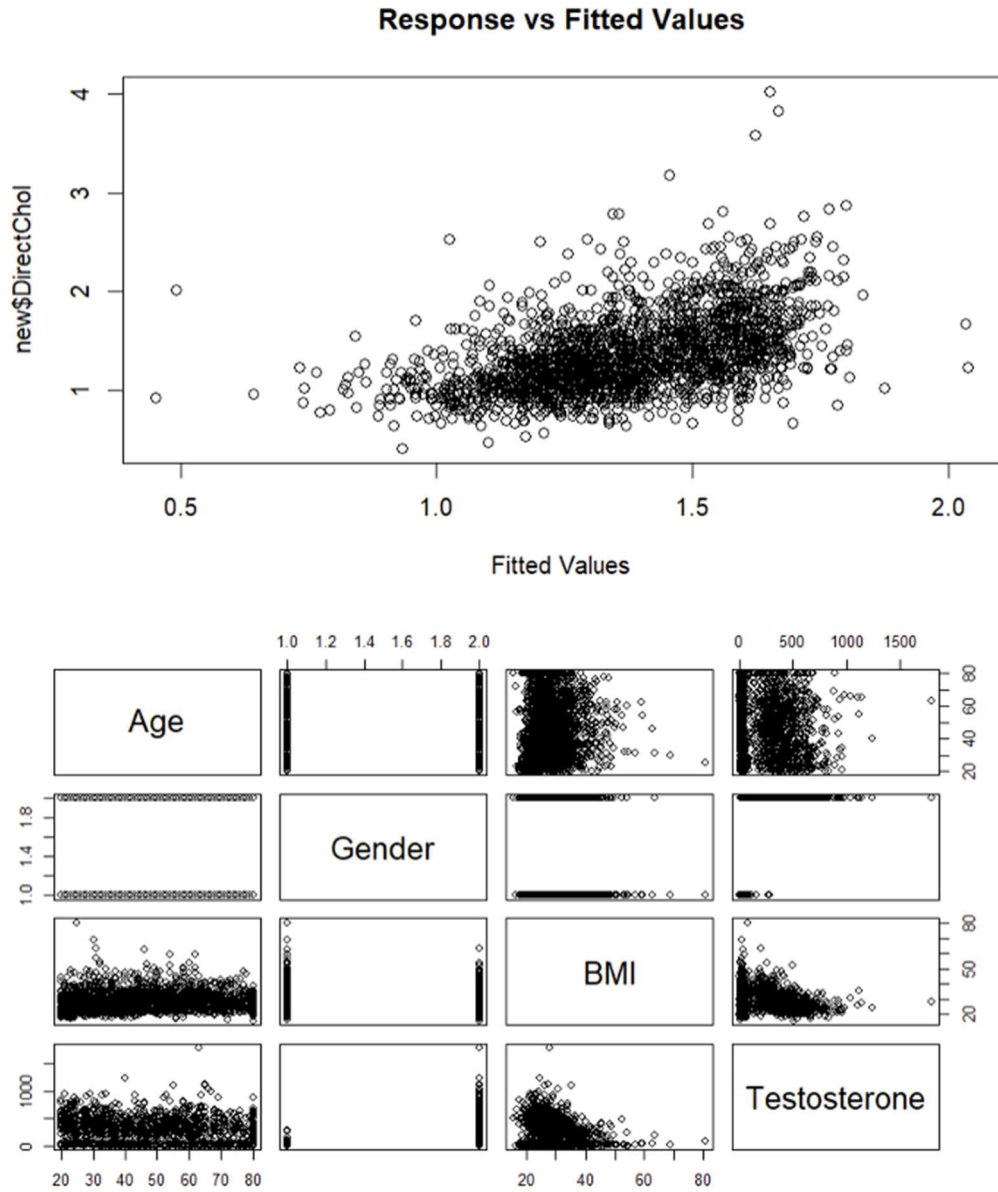 Response vs Fitted Values
4
3
2
1
new$DirectChol
0.5 1.0 1.5 2.0
Fitted Values
1.0 1.2 1.4 1.6 1.8 2.0
0 500 1000 1500
Age
20 40 60 80
1.0 1.4 1.8
Gender
BMI
20 50 80
0 1000
Testosterone
20 30 40 50 60 70 80
20 40 60 80